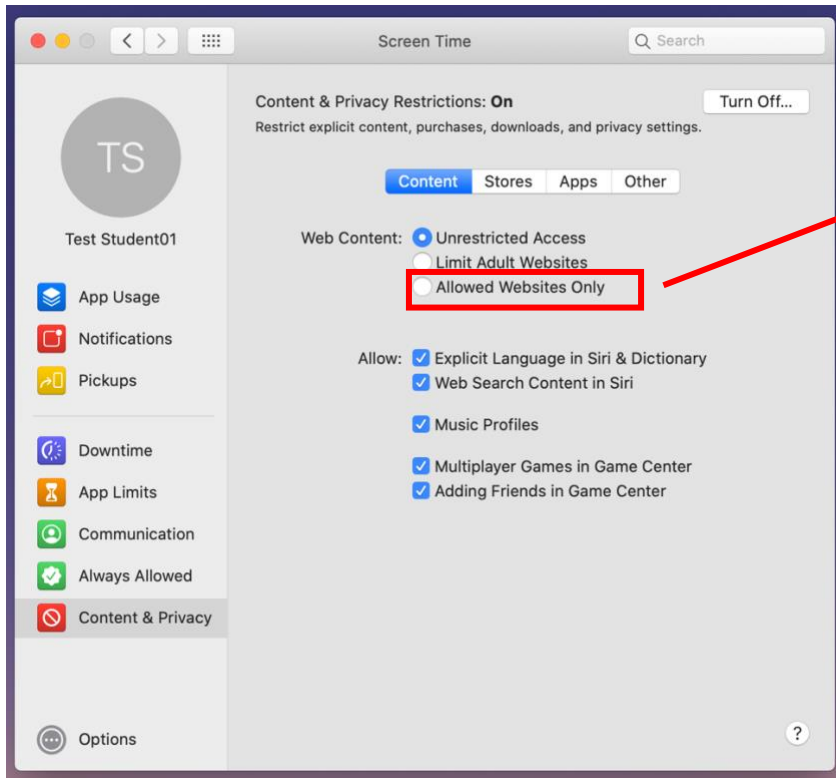 Screen Time
Search
TS
Test Student01
App Usage
Notifications
Pickups
Downtime
App Limits
Communication
Always Allowed
Content & Privacy
Options
Content & Privacy Restrictions: On
Turn Off...
Restrict explicit content, purchases, downloads, and privacy settings.
Content Stores Apps Other
Web Content: Unrestricted Access
Limit Adult Websites
Allowed Websites Only
Allow: Explicit Language in Siri & Dictionary
Web Search Content in Siri
Music Profiles
Multiplayer Games in Game Center
Adding Friends in Game Center
?